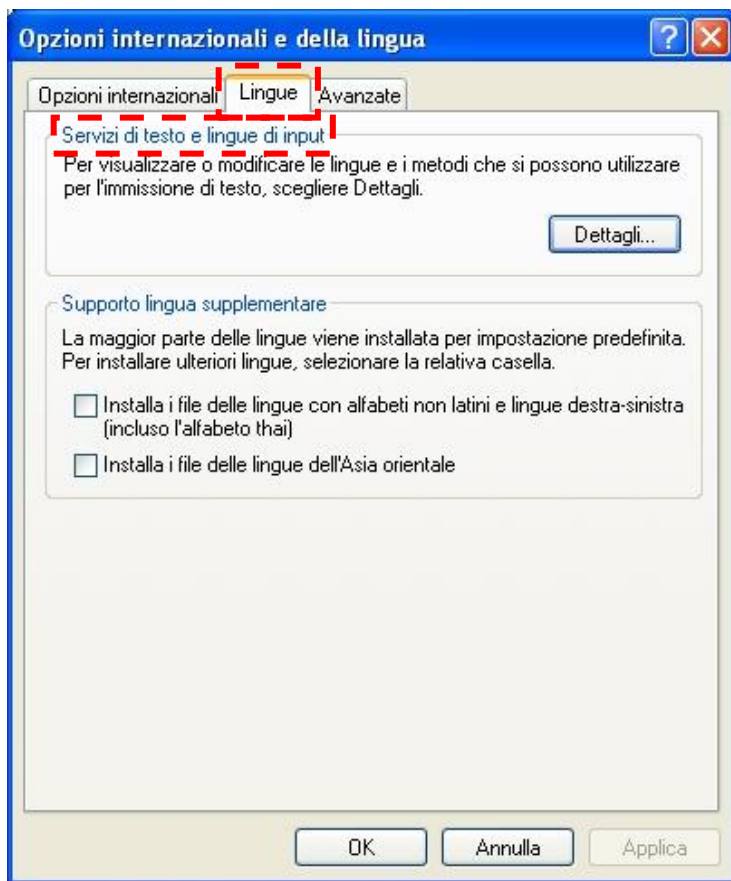 Opzioni internazionali e della lingua
Opzioni internazionali Lingue Avanzate
Servizi di testo e lingue di input
Per visualizzare o modificare le lingue e i metodi che si possono utilizzare
per l'immissione di testo, scegliere Dettagli.
Dettagli...
Supporto lingua supplementare
La maggior parte delle lingue viene installata per impostazione predefinita.
Per installare ulteriori lingue, selezionare la relativa casella.
Installa i file delle lingue con alfabeti non latini e lingue destra-sinistra
(incluso l'alfabeto thai)
Installa i file delle lingue dell'Asia orientale
OK Annulla Applica